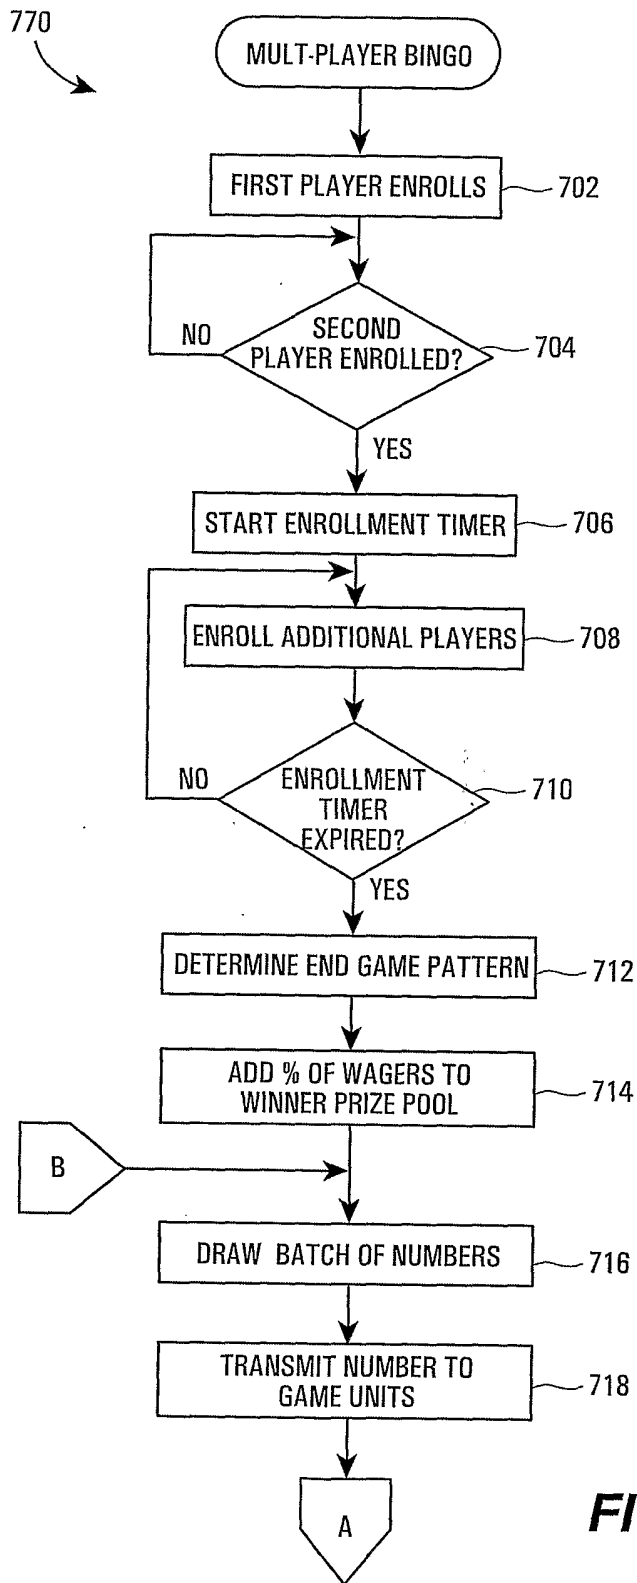 770
MULT-PLAYER BINGO
FIRST PLAYER ENROLLS
702
NO
SECOND
PLAYER ENROLLED?
704
YES
START ENROLLMENT TIMER
706
ENROLL ADDITIONAL PLAYERS
708
NO
ENROLLMENT
TIMER
EXPIRED?
710
YES
DETERMINE END GAME PATTERN
712
ADD % OF WAGERS TO
WINNER PRIZE POOL
714
B
DRAW BATCH OF NUMBERS
716
TRANSMIT NUMBER TO
GAME UNITS
718
A
FI